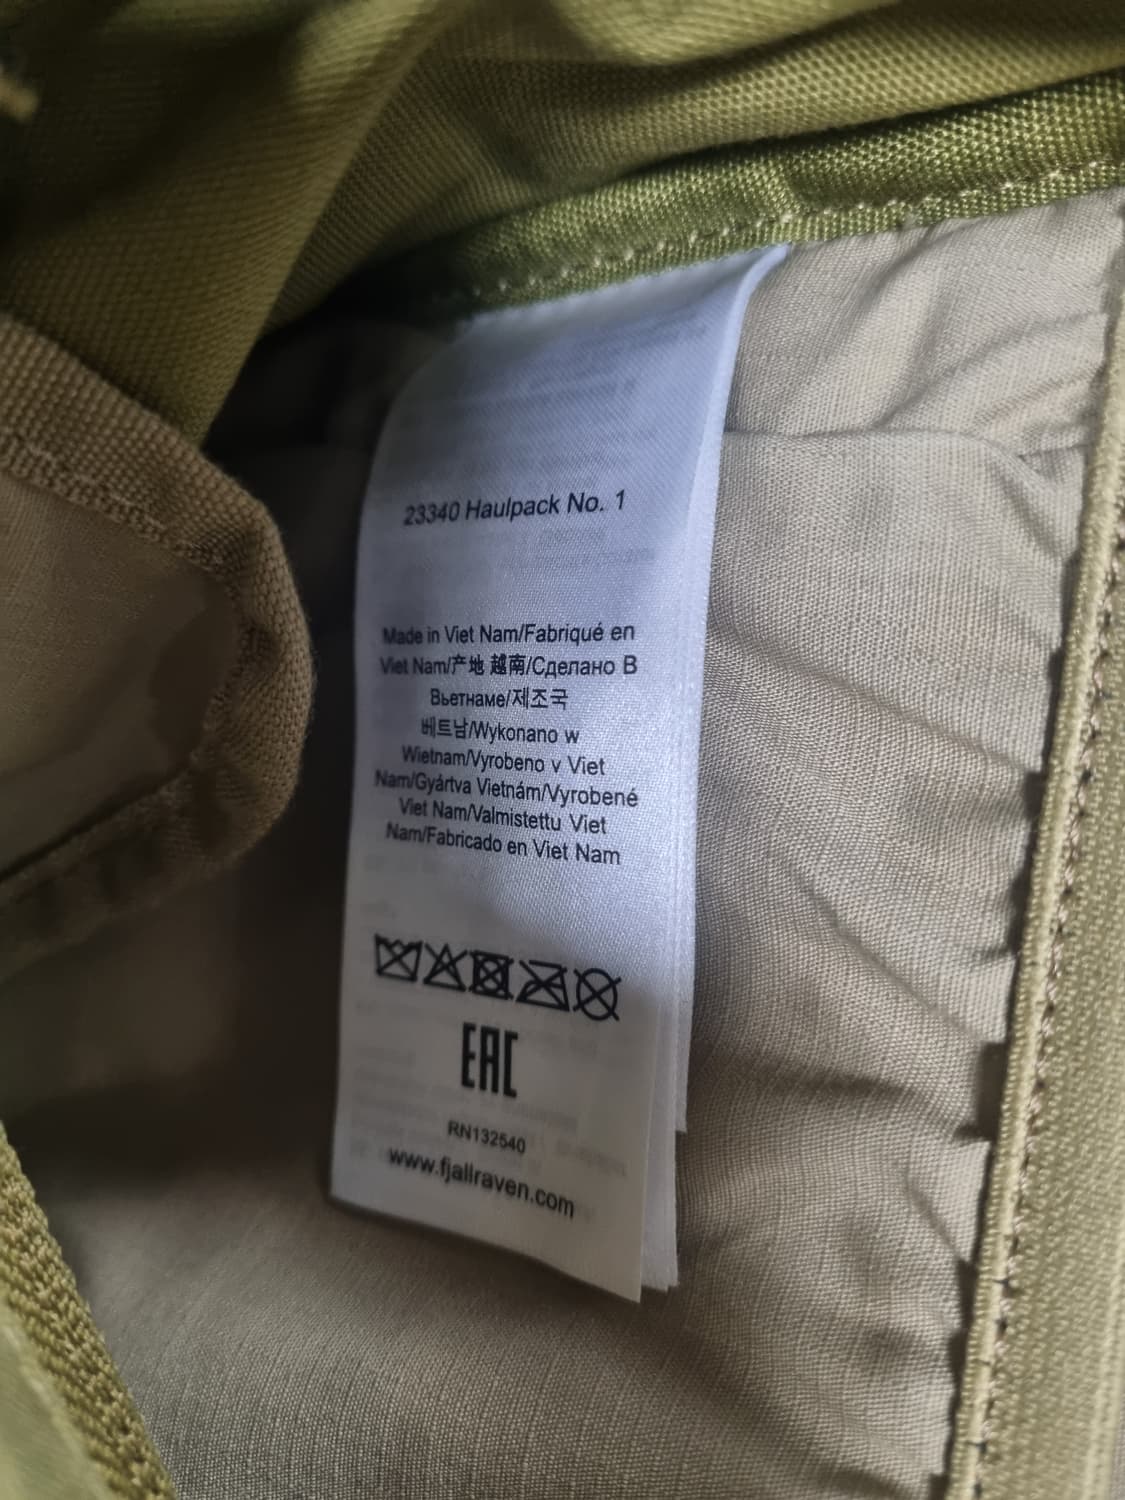 23340 Haulpack No. 1
Made in Viet Nam/Fabriqué en
Viet Nam/产地 越南/Сделано В
Вьетнаме/제조국
베트남/Wykonano w
Wietnam/Vyrobeno v Viet
Nam/Gyártva Vietnám/Vyrobené
Viet Nam/Valmistettu Viet
Nam/Fabricado en Viet Nam
EAC
RN132540
www.fjallraven.com